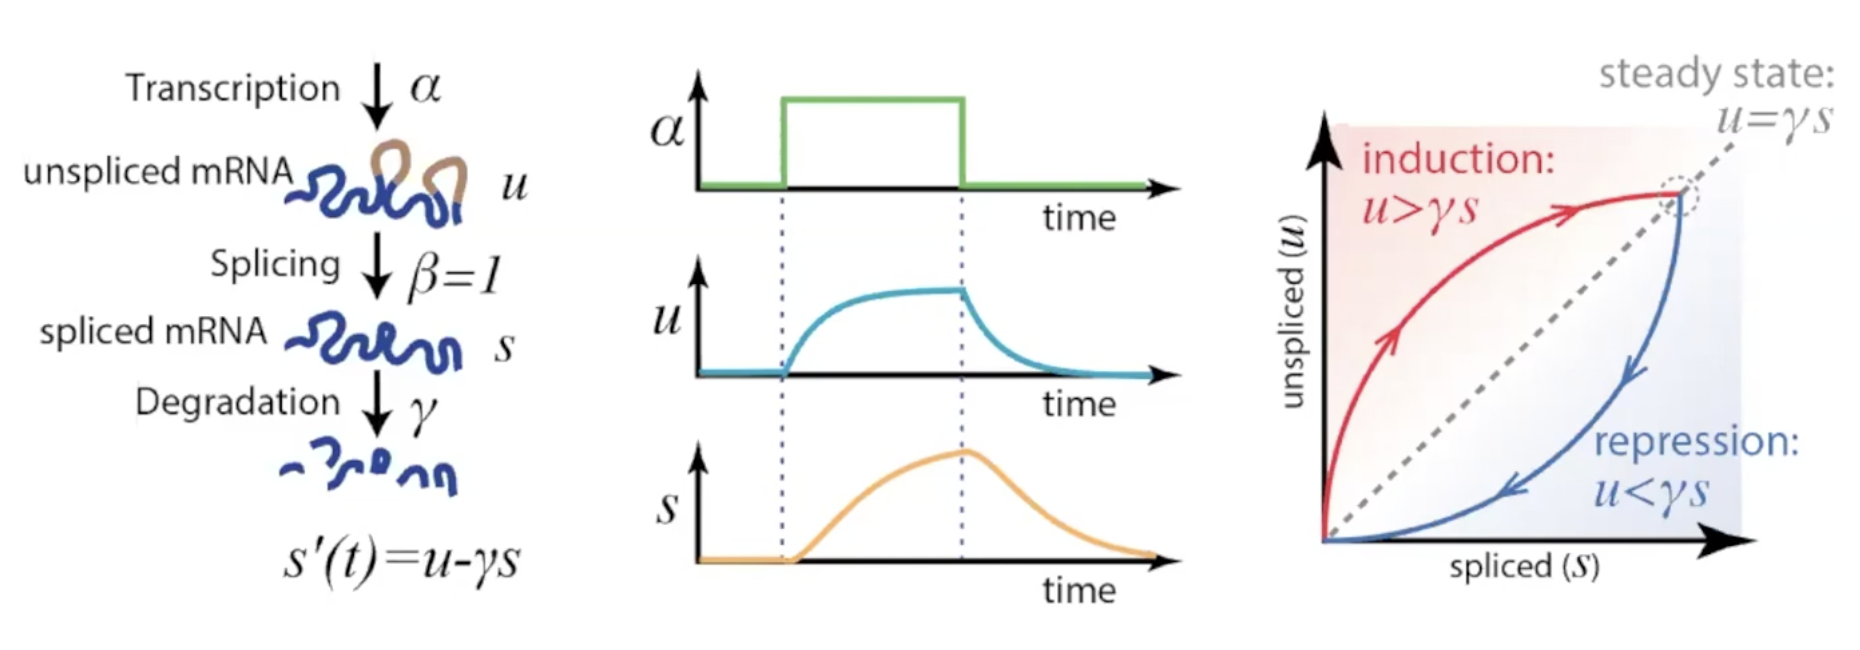 Transcription α
unspliced mRNA u
Splicing β=1
spliced mRNA s
Degradation γ
s'(t)=u-γs
α
time
u
time
s
time
steady state:
u=γs
induction:
u>γs
unspliced (u)
repression:
u<γs
spliced (s)